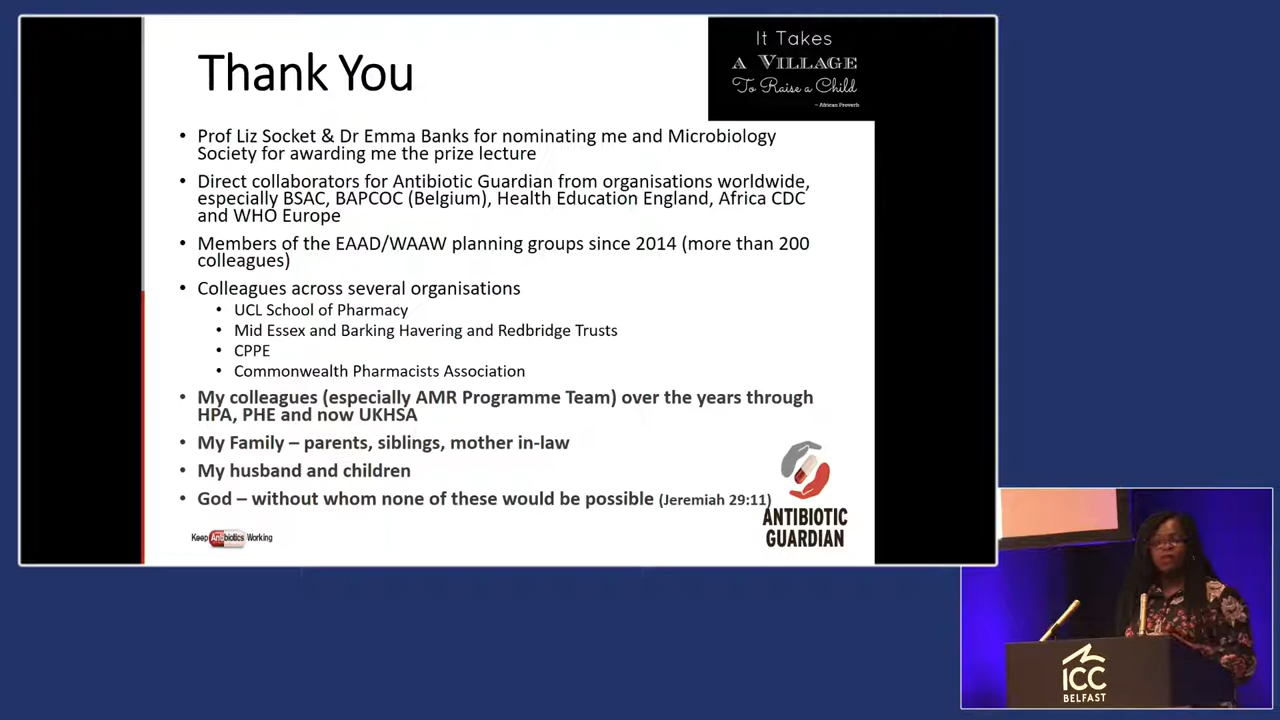 Thank You
It Takes
A VILLAGE
To Raise a Child
~ African Proverb
• Prof Liz Socket & Dr Emma Banks for nominating me and Microbiology
Society for awarding me the prize lecture
• Direct collaborators for Antibiotic Guardian from organisations worldwide,
especially BSAC, BAPCOC (Belgium), Health Education England, Africa CDC
and WHO Europe
• Members of the EAAD/WAAW planning groups since 2014 (more than 200
colleagues)
• Colleagues across several organisations
• UCL School of Pharmacy
• Mid Essex and Barking Havering and Redbridge Trusts
• CPPE
• Commonwealth Pharmacists Association
• My colleagues (especially AMR Programme Team) over the years through
HPA, PHE and now UKHSA
• My Family – parents, siblings, mother in-law
• My husband and children
• God – without whom none of these would be possible (Jeremiah 29:11)
Keep Antibiotics Working
ANTIBIOTIC
GUARDIAN
ICC
BELFAST